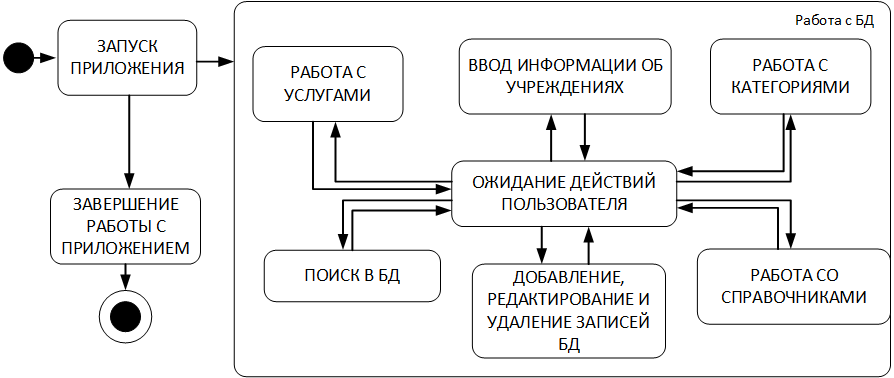 Работа с БД
ЗАПУСК
ПРИЛОЖЕНИЯ
РАБОТА С
УСЛУГАМИ
ВВОД ИНФОРМАЦИИ ОБ
УЧРЕЖДЕНИЯХ
РАБОТА С
КАТЕГОРИЯМИ
ОЖИДАНИЕ ДЕЙСТВИЙ
ПОЛЬЗОВАТЕЛЯ
ЗАВЕРШЕНИЕ
РАБОТЫ С
ПРИЛОЖЕНИЕМ
ПОИСК В БД
ДОБАВЛЕНИЕ,
РЕДАКТИРОВАНИЕ И
УДАЛЕНИЕ ЗАПИСЕЙ
БД
РАБОТА СО
СПРАВОЧНИКАМИ